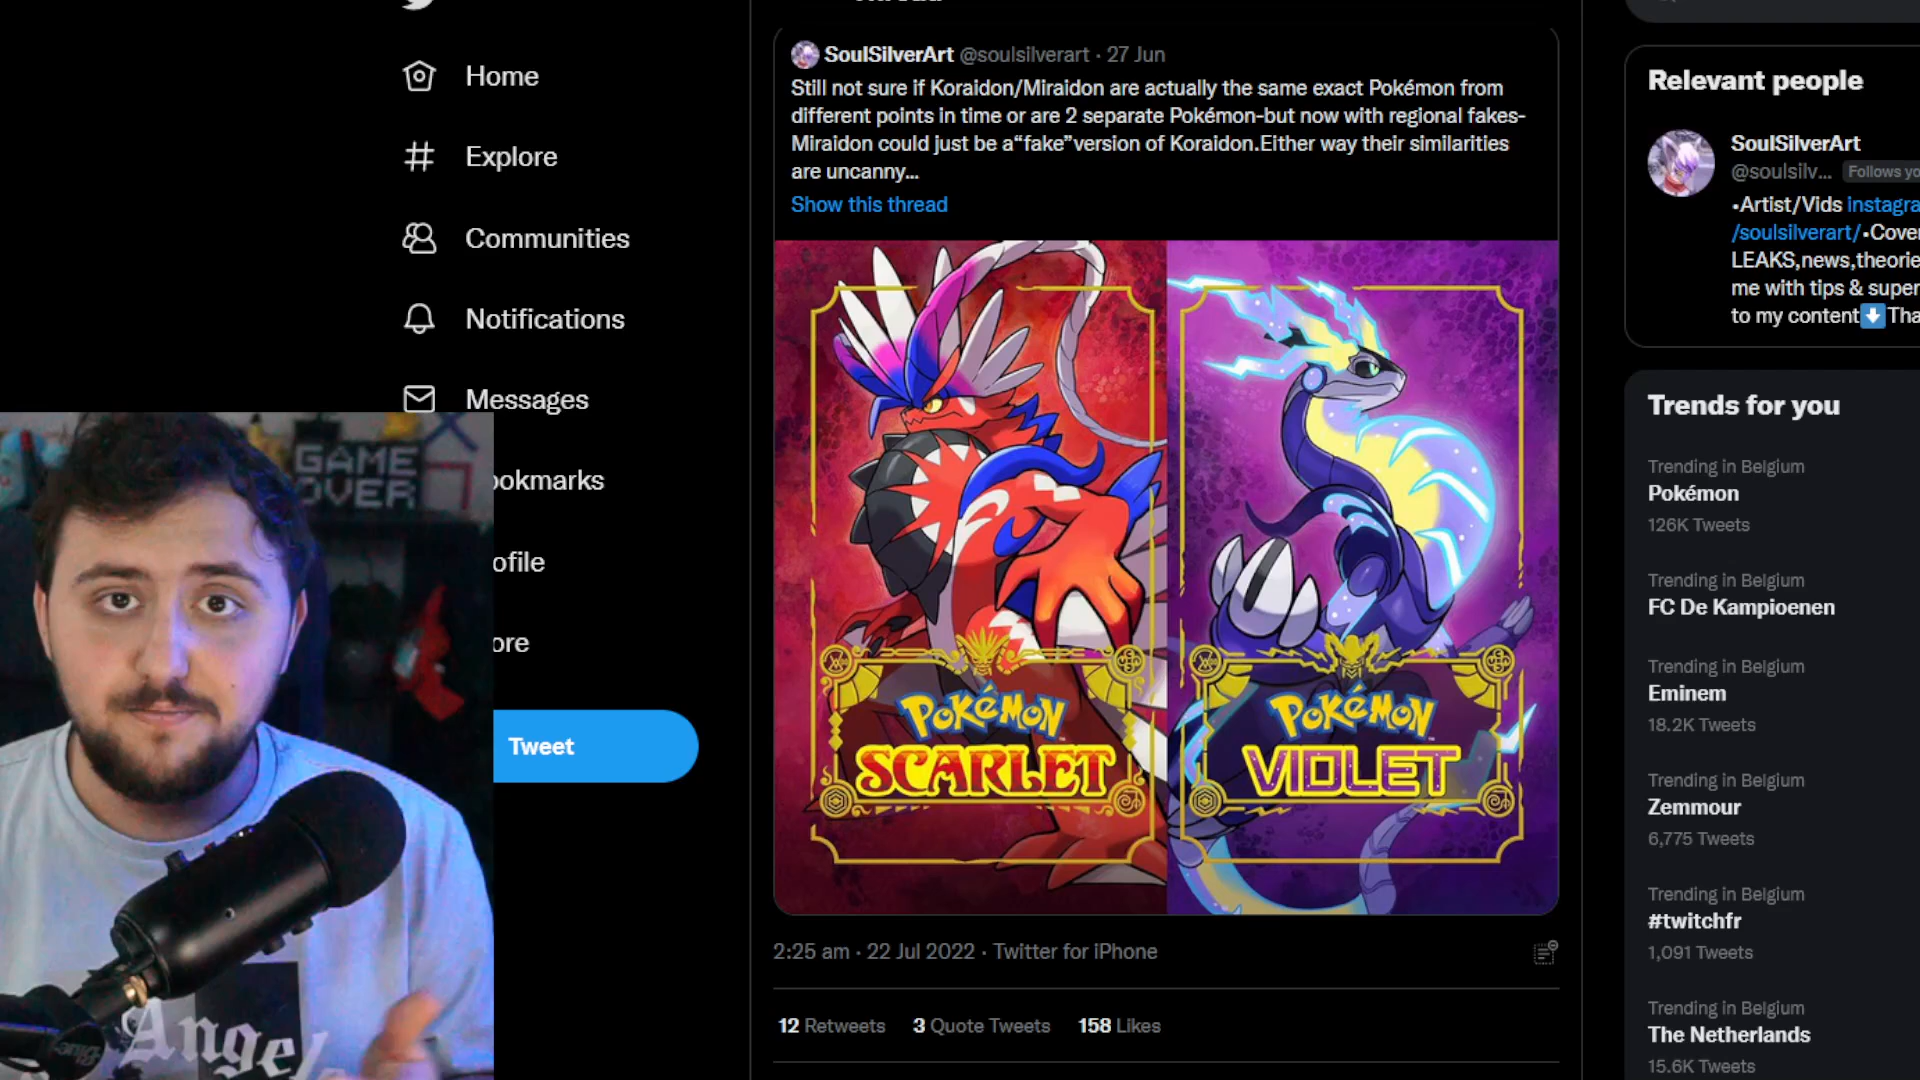 Home
Explore
Communities
Notifications
Messages
ookmarks
ofile
ore
Tweet
SoulSilverArt @soulsilverart · 27 Jun
Still not sure if Koraidon/Miraidon are actually the same exact Pokémon from
different points in time or are 2 separate Pokémon-but now with regional fakes-
Miraidon could just be a“fake”version of Koraidon.Either way their similarities
are uncanny...
Show this thread
POKéMON
SCARLET
POKéMON
VIOLET
2:25 am · 22 Jul 2022 · Twitter for iPhone
12 Retweets 3 Quote Tweets 158 Likes
Relevant people
SoulSilverArt
@soulsilv... Follows yo
•Artist/Vids instagra
/soulsilverart/•Cover
LEAKS,news,theorie
me with tips & super
to my content⬇Tha
Trends for you
Trending in Belgium
Pokémon
126K Tweets
Trending in Belgium
FC De Kampioenen
Trending in Belgium
Eminem
18.2K Tweets
Trending in Belgium
Zemmour
6,775 Tweets
Trending in Belgium
#twitchfr
1,091 Tweets
Trending in Belgium
The Netherlands
15.6K Tweets
GAME
OVER
Angel
Blue